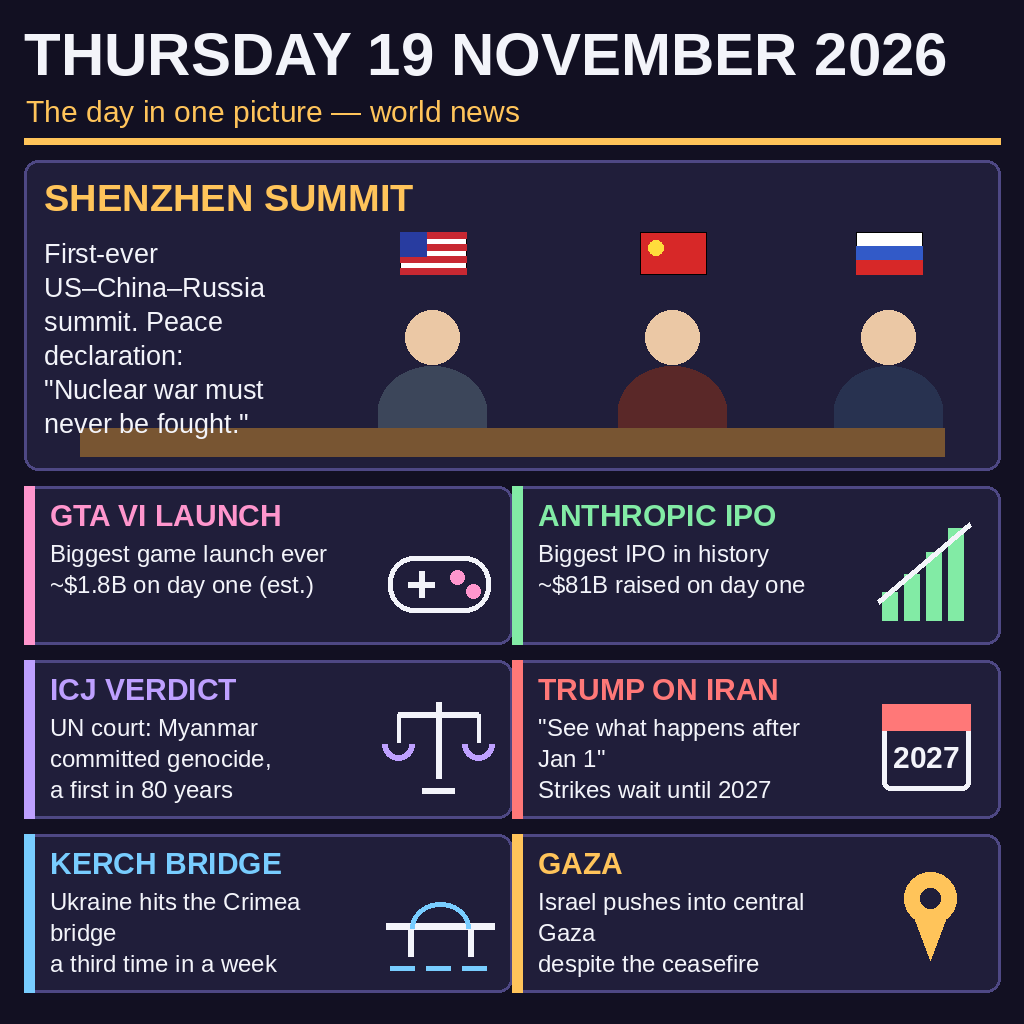 THURSDAY 19 NOVEMBER 2026
The day in one picture — world news
SHENZHEN SUMMIT
First-ever
US–China–Russia
summit. Peace
declaration:
"Nuclear war must
never be fought."
GTA VI LAUNCH
Biggest game launch ever
~$1.8B on day one (est.)
ANTHROPIC IPO
Biggest IPO in history
~$81B raised on day one
ICJ VERDICT
UN court: Myanmar
committed genocide,
a first in 80 years
TRUMP ON IRAN
"See what happens after
Jan 1"
Strikes wait until 2027
2027
KERCH BRIDGE
Ukraine hits the Crimea
bridge
a third time in a week
GAZA
Israel pushes into central
Gaza
despite the ceasefire